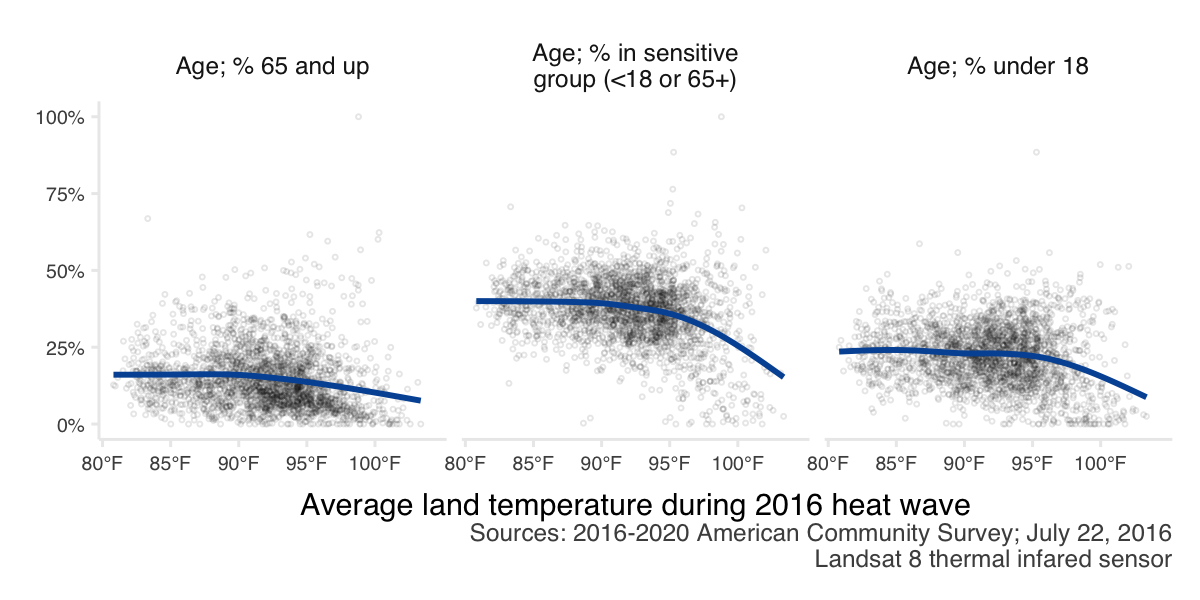 Age; % 65 and up
Age; % in sensitive
group (<18 or 65+)
Age; % under 18
100%
75%
50%
25%
0%
80°F 85°F 90°F 95°F 100°F
80°F 85°F 90°F 95°F 100°F
80°F 85°F 90°F 95°F 100°F
Average land temperature during 2016 heat wave
Sources: 2016-2020 American Community Survey; July 22, 2016
Landsat 8 thermal infared sensor